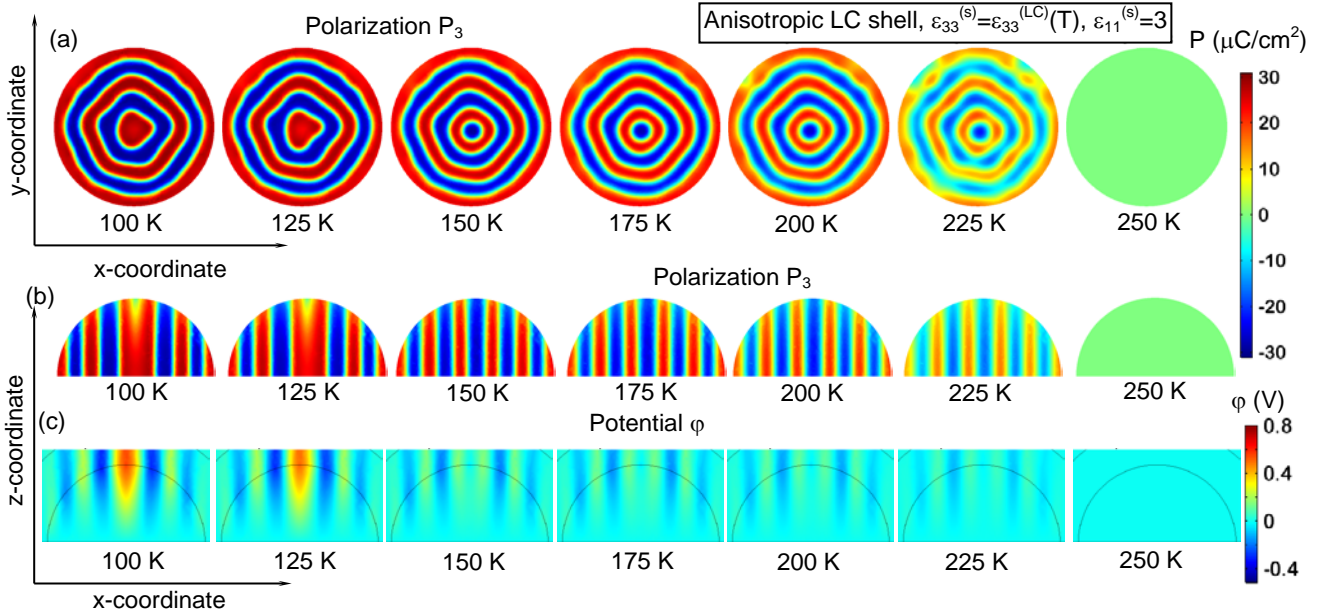 Polarization P₃
Anisotropic LC shell, ε₃₃⁽ˢ⁾=ε₃₃⁽ᴸᶜ⁾(T), ε₁₁⁽ˢ⁾=3
(a)
P (μC/cm²)
30
20
10
0
-10
-20
-30
y-coordinate
100 K 125 K 150 K 175 K 200 K 225 K 250 K
x-coordinate
Polarization P₃
(b)
100 K 125 K 150 K 175 K 200 K 225 K 250 K
z-coordinate
(c)
Potential φ
φ (V)
0.8
0.4
0
-0.4
100 K 125 K 150 K 175 K 200 K 225 K 250 K
x-coordinate